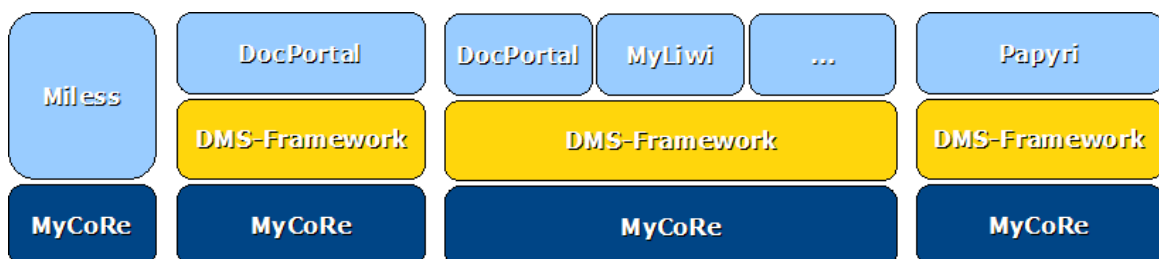 DocPortal
DocPortal
MyLiwi
...
Papyri
Miless
DMS-Framework
DMS-Framework
DMS-Framework
MyCoRe
MyCoRe
MyCoRe
MyCoRe